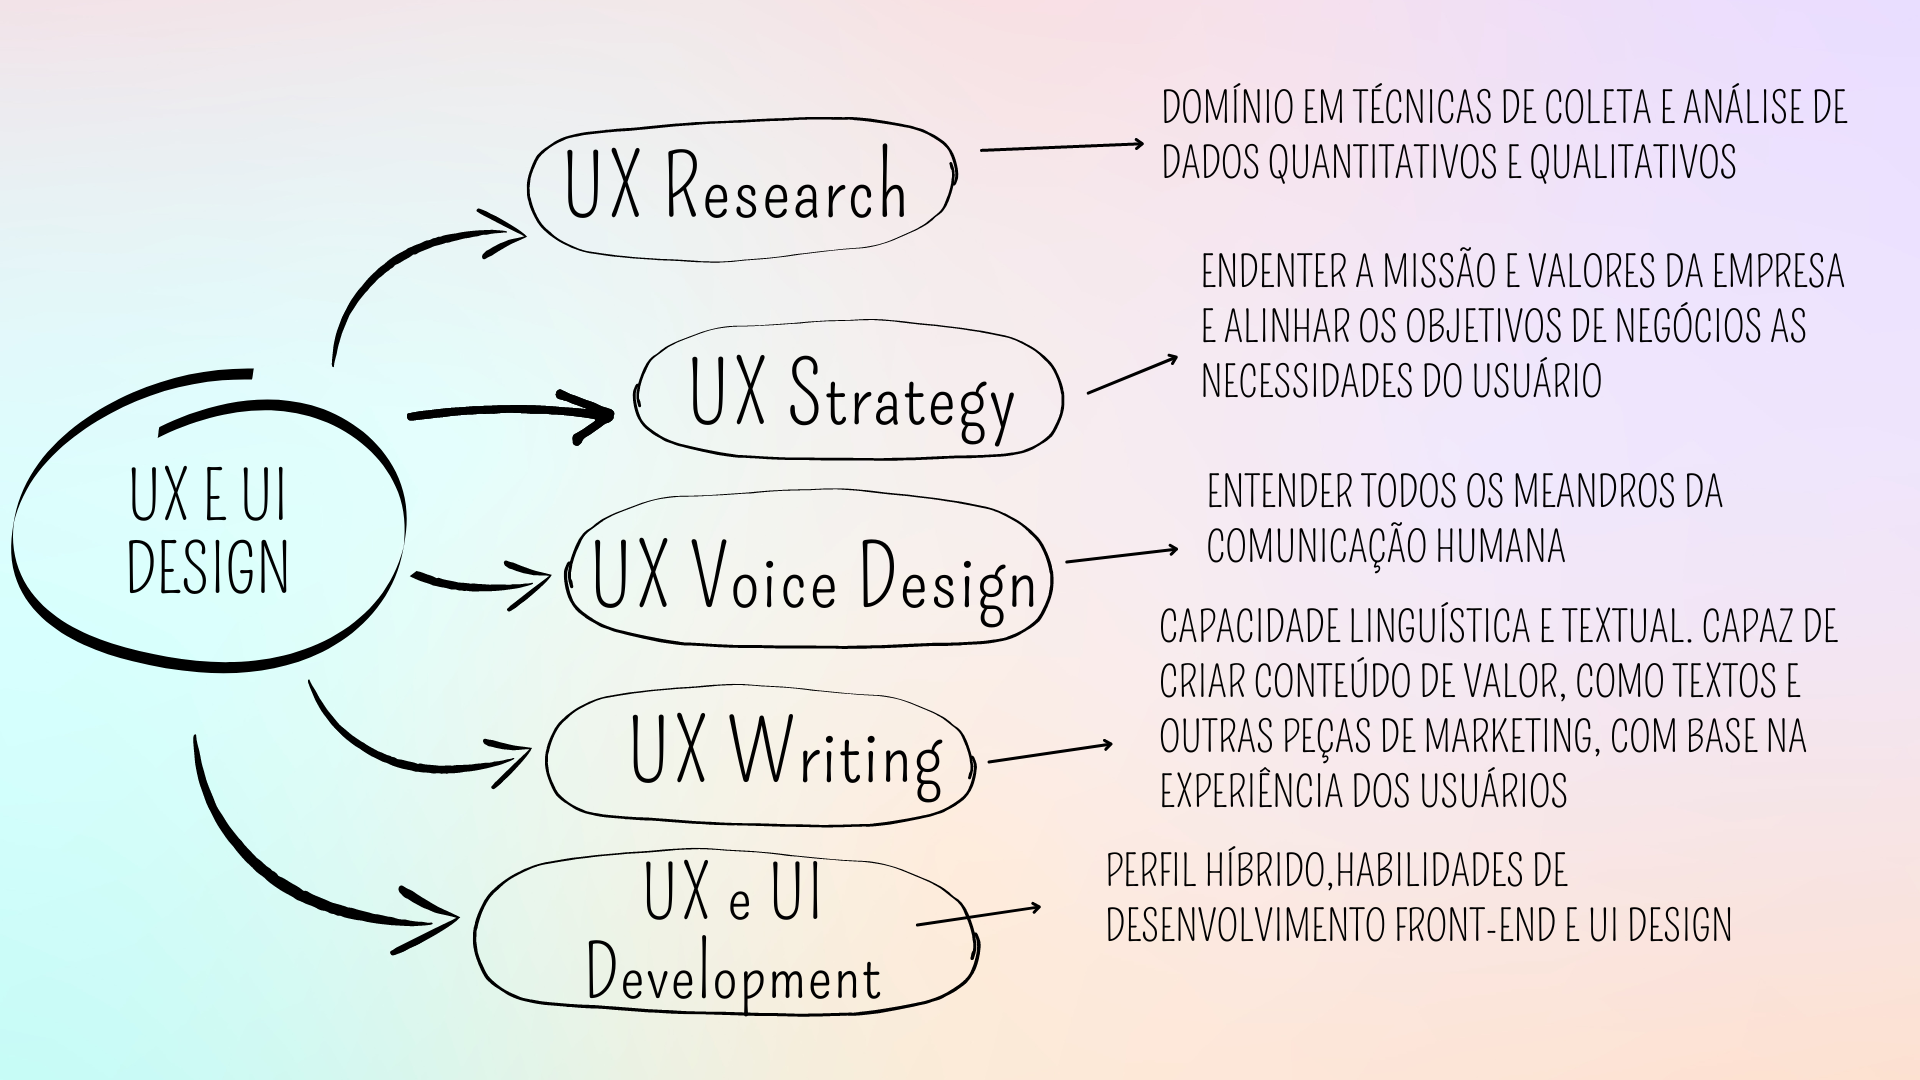 UX E UI
DESIGN
UX Research
DOMÍNIO EM TÉCNICAS DE COLETA E ANÁLISE DE
DADOS QUANTITATIVOS E QUALITATIVOS
UX Strategy
ENDENTER A MISSÃO E VALORES DA EMPRESA
E ALINHAR OS OBJETIVOS DE NEGÓCIOS AS
NECESSIDADES DO USUÁRIO
UX Voice Design
ENTENDER TODOS OS MEANDROS DA
COMUNICAÇÃO HUMANA
UX Writing
CAPACIDADE LINGUÍSTICA E TEXTUAL. CAPAZ DE
CRIAR CONTEÚDO DE VALOR, COMO TEXTOS E
OUTRAS PEÇAS DE MARKETING, COM BASE NA
EXPERIÊNCIA DOS USUÁRIOS
UX e UI
Development
PERFIL HÍBRIDO,HABILIDADES DE
DESENVOLVIMENTO FRONT-END E UI DESIGN